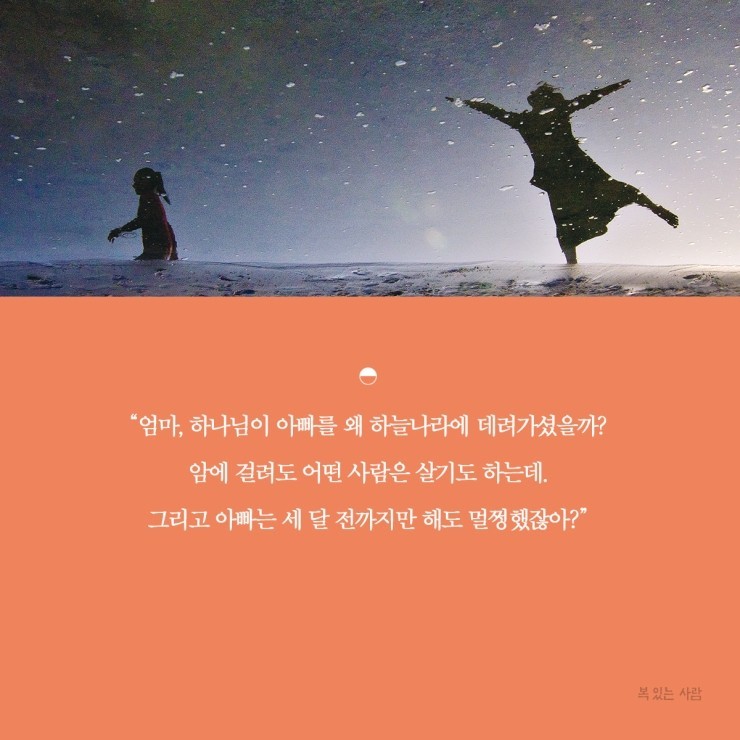 “엄마, 하나님이 아빠를 왜 하늘나라에 데려가셨을까?
암에 걸려도 어떤 사람은 살기도 하는데.
그리고 아빠는 세 달 전까지만 해도 멀쩡했잖아?”
복 있는 사람